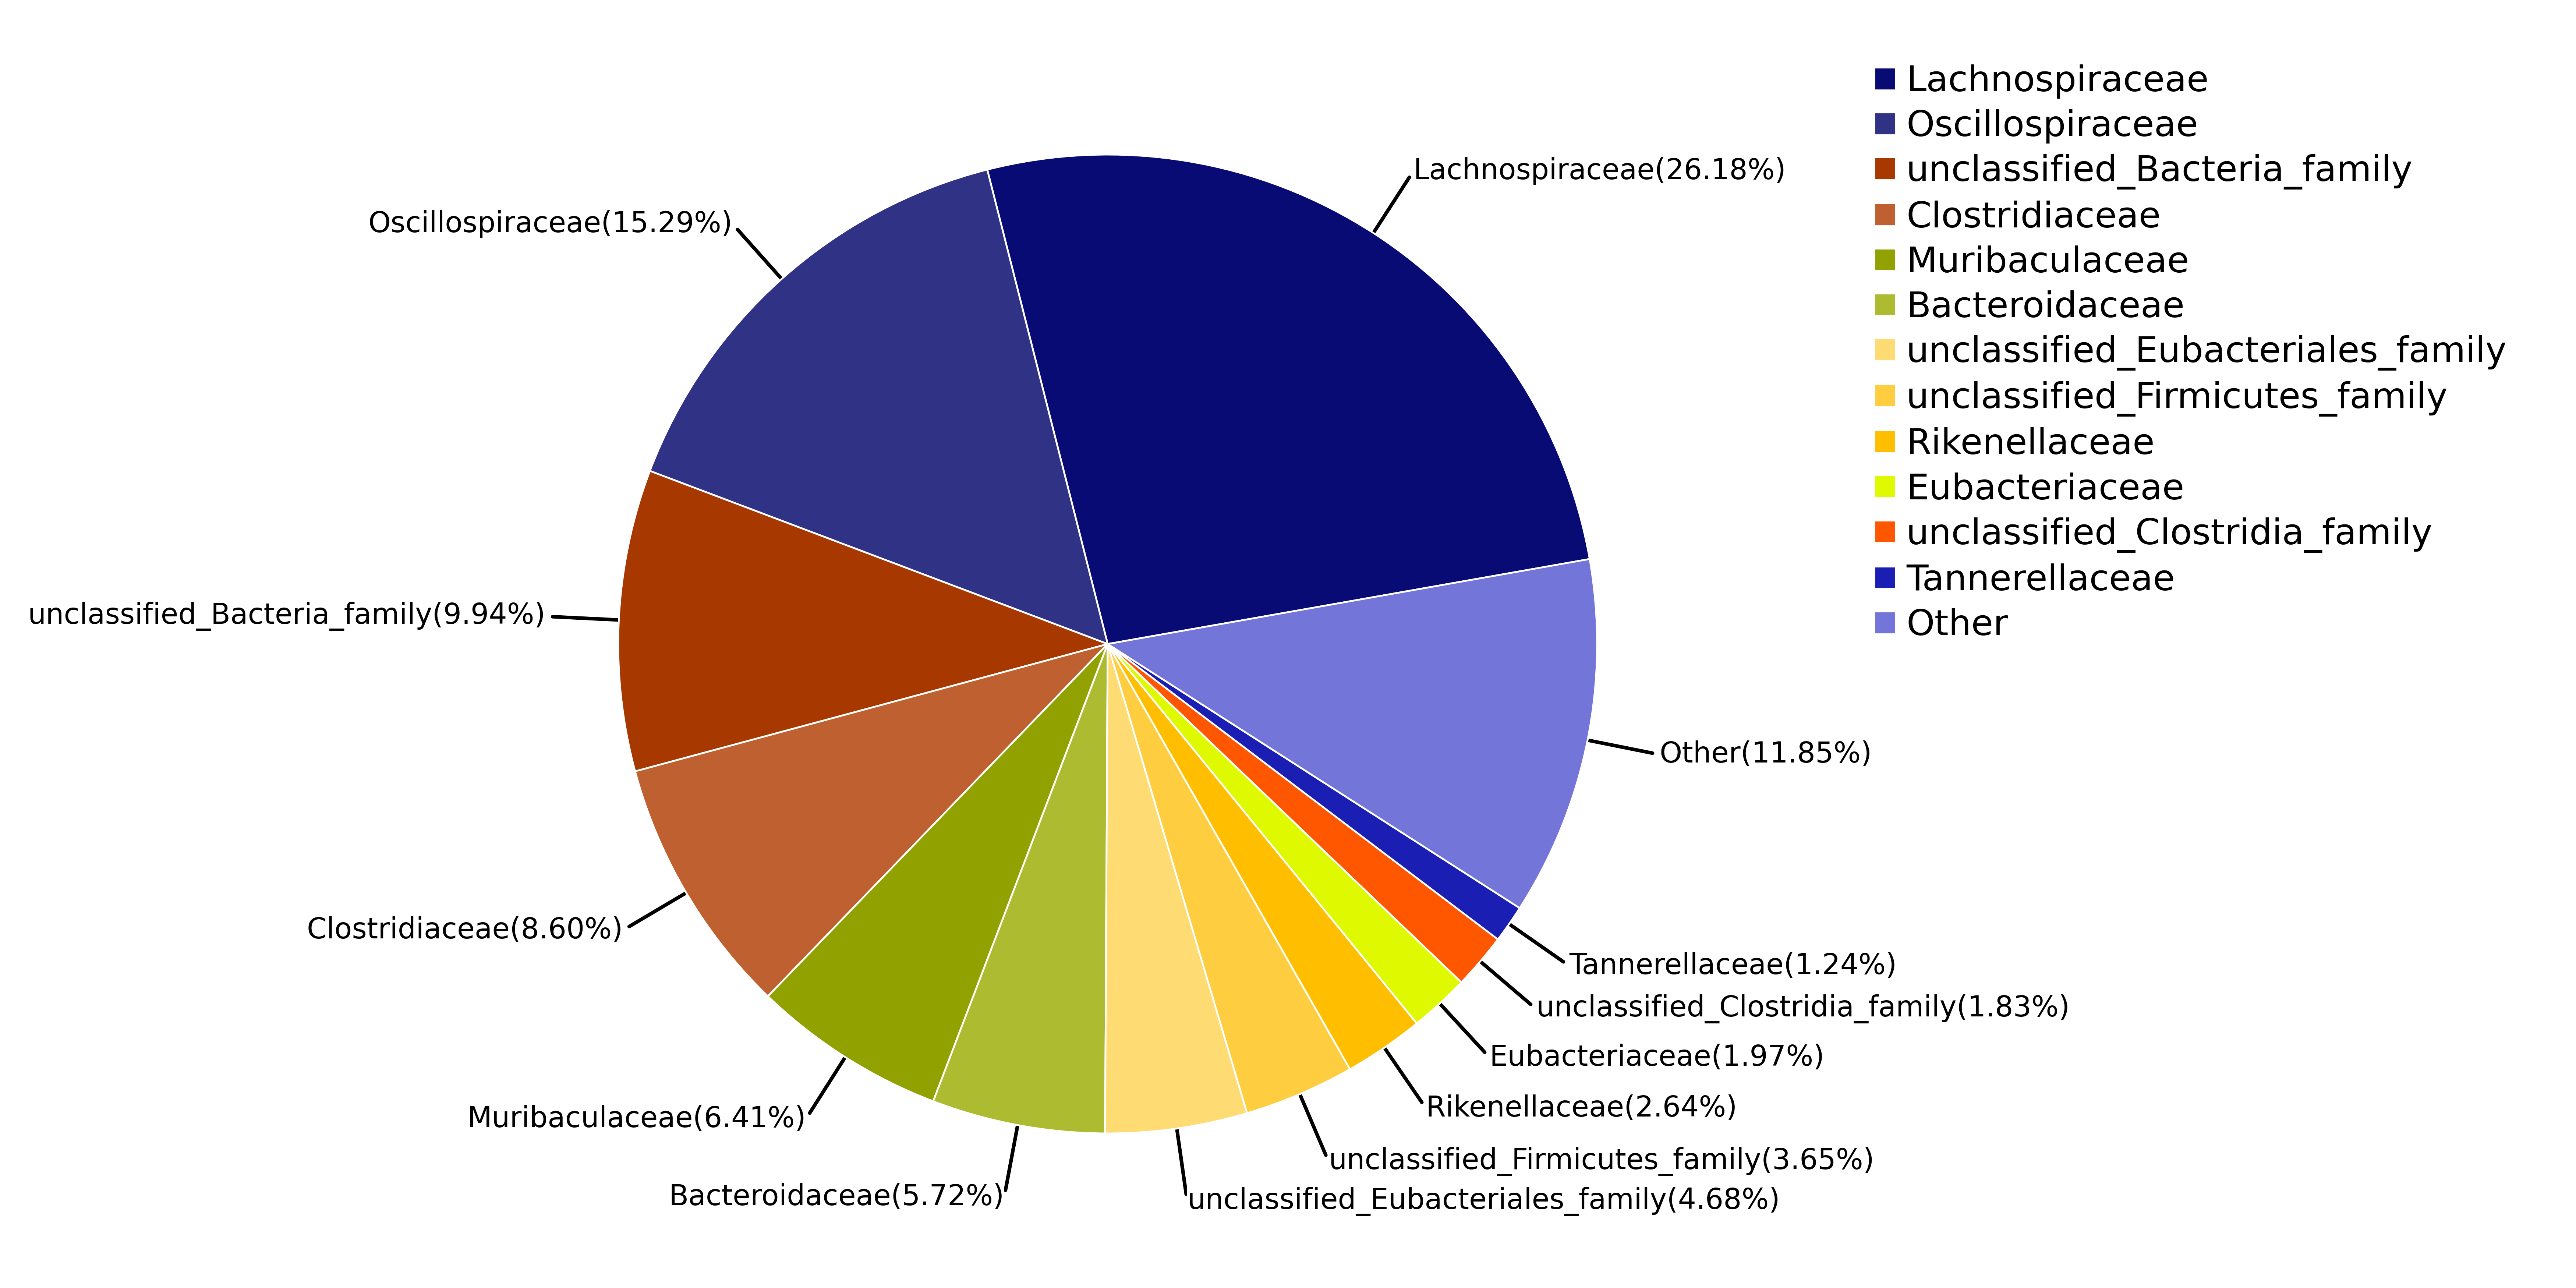 Lachnospiraceae(26.18%)
Oscillospiraceae(15.29%)
unclassified_Bacteria_family(9.94%)
Clostridiaceae(8.60%)
Muribaculaceae(6.41%)
Bacteroidaceae(5.72%)
unclassified_Eubacteriales_family(4.68%)
unclassified_Firmicutes_family(3.65%)
Rikenellaceae(2.64%)
Eubacteriaceae(1.97%)
unclassified_Clostridia_family(1.83%)
Tannerellaceae(1.24%)
Other(11.85%)
Lachnospiraceae
Oscillospiraceae
unclassified_Bacteria_family
Clostridiaceae
Muribaculaceae
Bacteroidaceae
unclassified_Eubacteriales_family
unclassified_Firmicutes_family
Rikenellaceae
Eubacteriaceae
unclassified_Clostridia_family
Tannerellaceae
Other